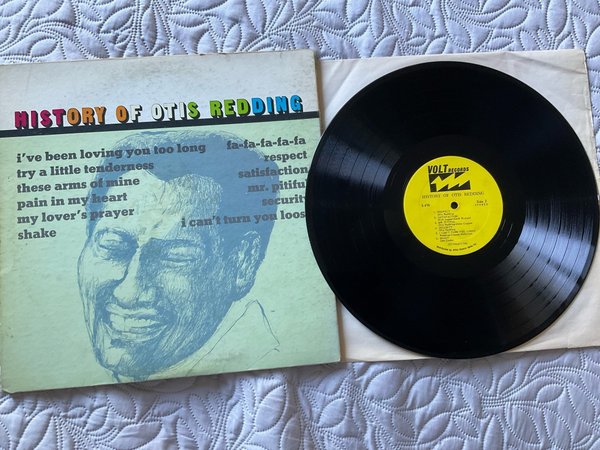 HISTORY OF OTIS REDDING
i've been loving you too long
try a little tenderness
these arms of mine
pain in my heart
my lover's prayer
shake
fa-fa-fa-fa-fa
respect
satisfaction
mr. pitiful
security
i can't turn you loos
VOLT RECORDS
HISTORY OF OTIS REDDING